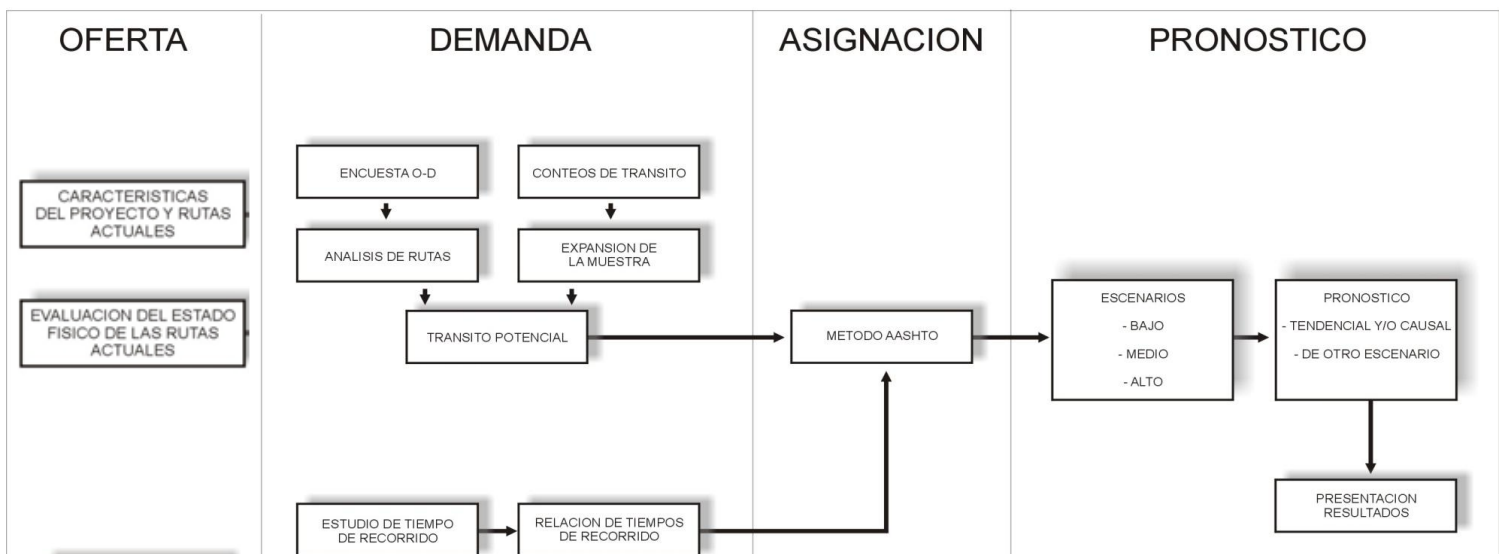 OFERTA
DEMANDA
ASIGNACION
PRONOSTICO
CARACTERISTICAS
DEL PROYECTO Y RUTAS
ACTUALES
EVALUACION DEL ESTADO
FISICO DE LAS RUTAS
ACTUALES
ENCUESTA O-D
CONTEOS DE TRANSITO
ANALISIS DE RUTAS
EXPANSION DE
LA MUESTRA
TRANSITO POTENCIAL
ESTUDIO DE TIEMPO
DE RECORRIDO
RELACION DE TIEMPOS
DE RECORRIDO
METODO AASHTO
ESCENARIOS
- BAJO
- MEDIO
- ALTO
PRONOSTICO
- TENDENCIAL Y/O CAUSAL
- DE OTRO ESCENARIO
PRESENTACION
RESULTADOS